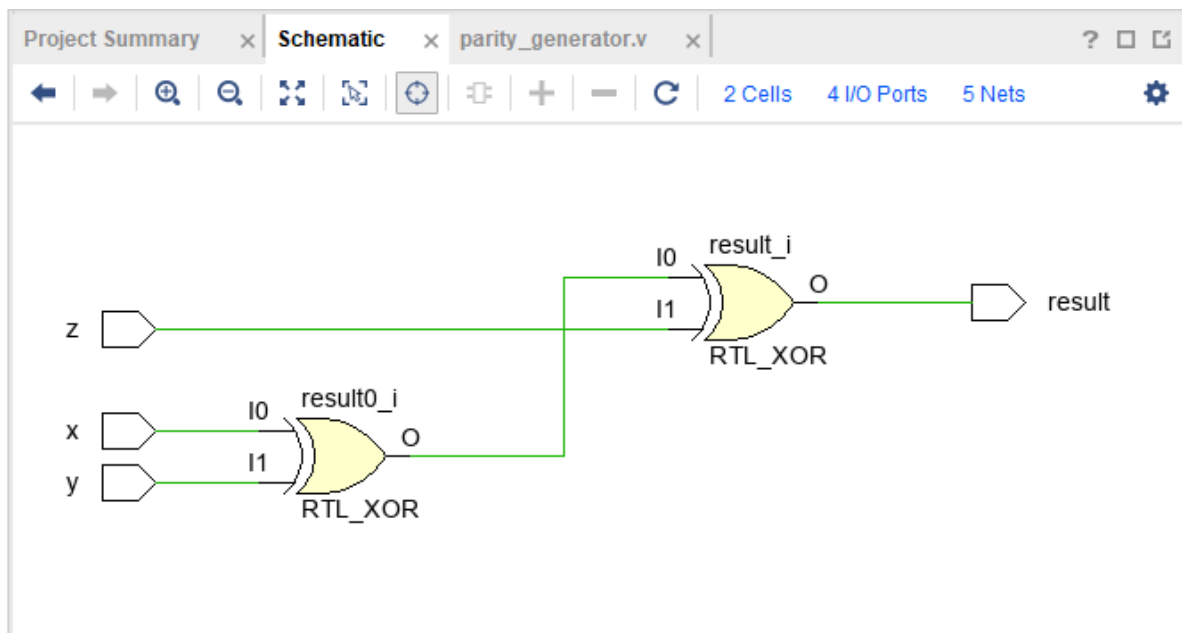 Project Summary × Schematic × parity_generator.v ×
2 Cells 4 I/O Ports 5 Nets
result_i
I0
O
I1
result
z
RTL_XOR
result0_i
I0
x
O
I1
y
RTL_XOR